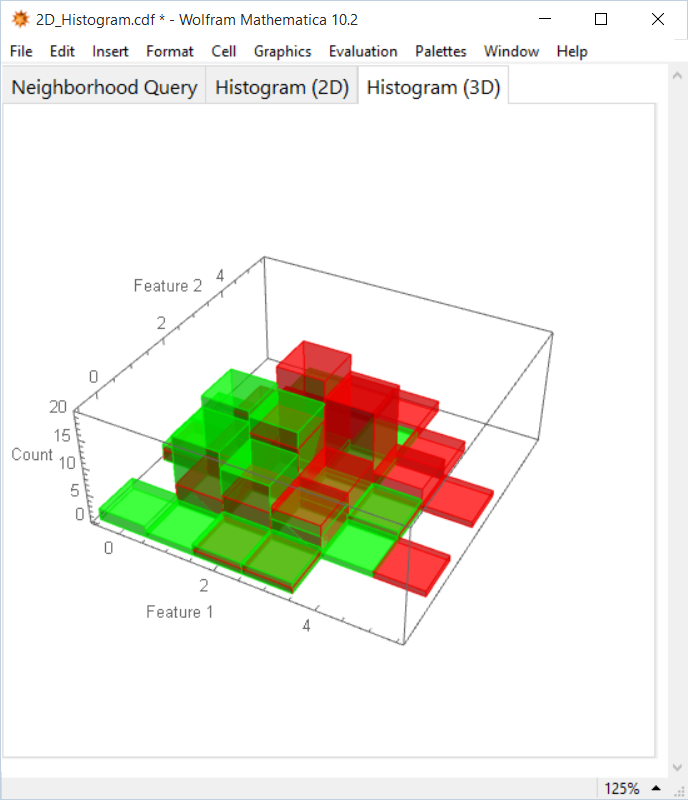 2D_Histogram.cdf * - Wolfram Mathematica 10.2
File Edit Insert Format Cell Graphics Evaluation Palettes Window Help
Neighborhood Query Histogram (2D) Histogram (3D)
Feature 2
4
2
0
20
15
Count
10
5
0
0
2
Feature 1
4
125%